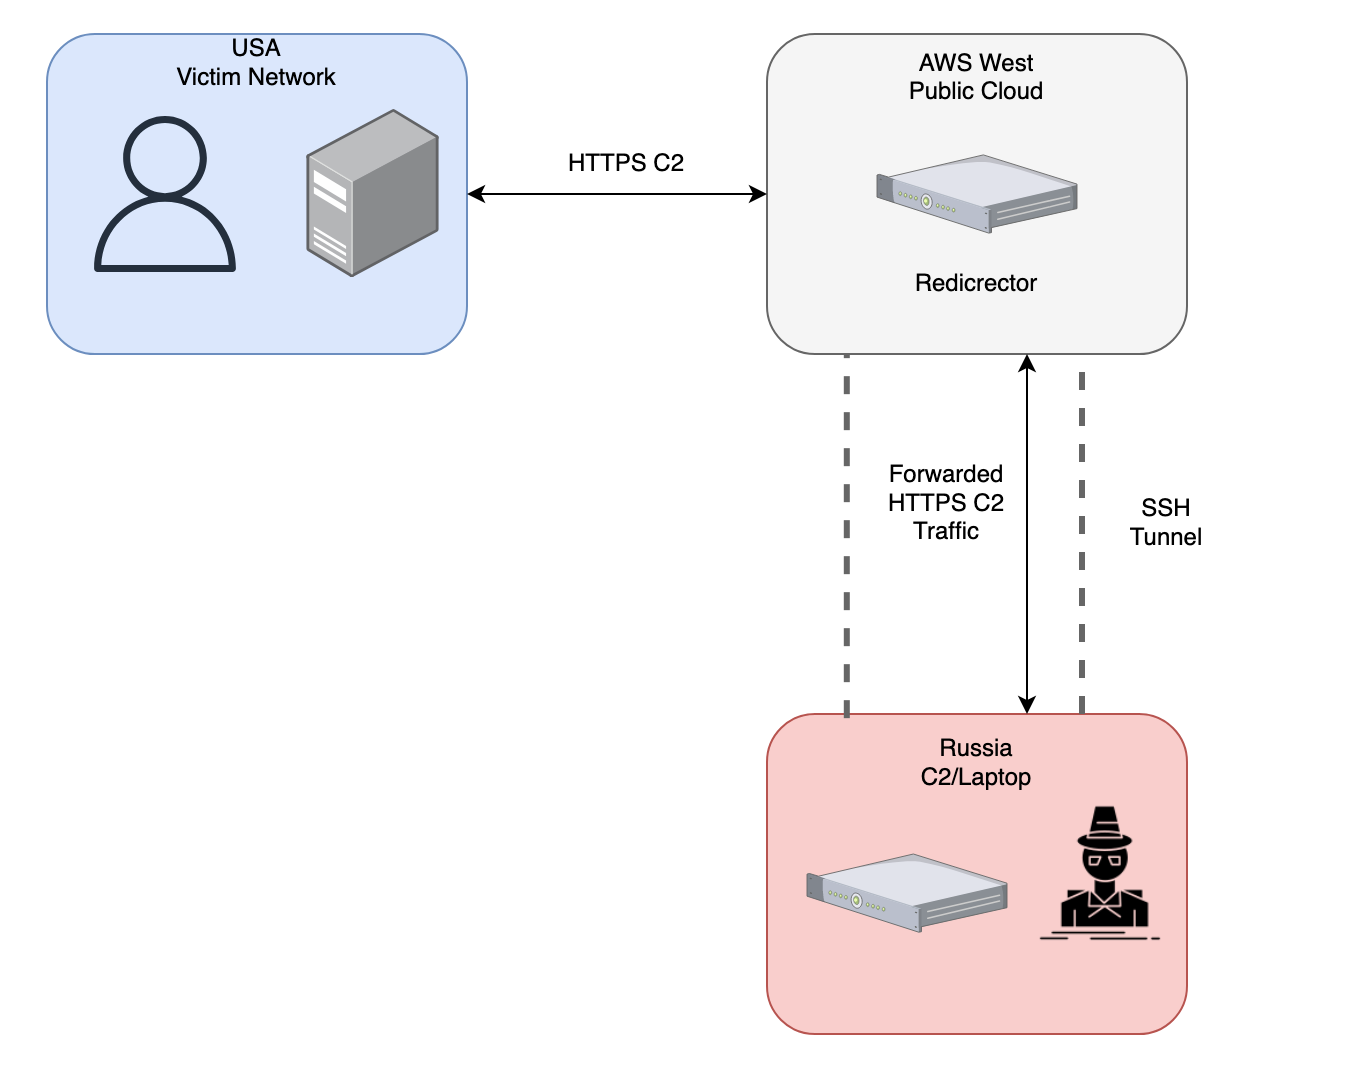 USA
Victim Network
AWS West
Public Cloud
HTTPS C2
Redicrector
Forwarded
HTTPS C2
Traffic
SSH
Tunnel
Russia
C2/Laptop